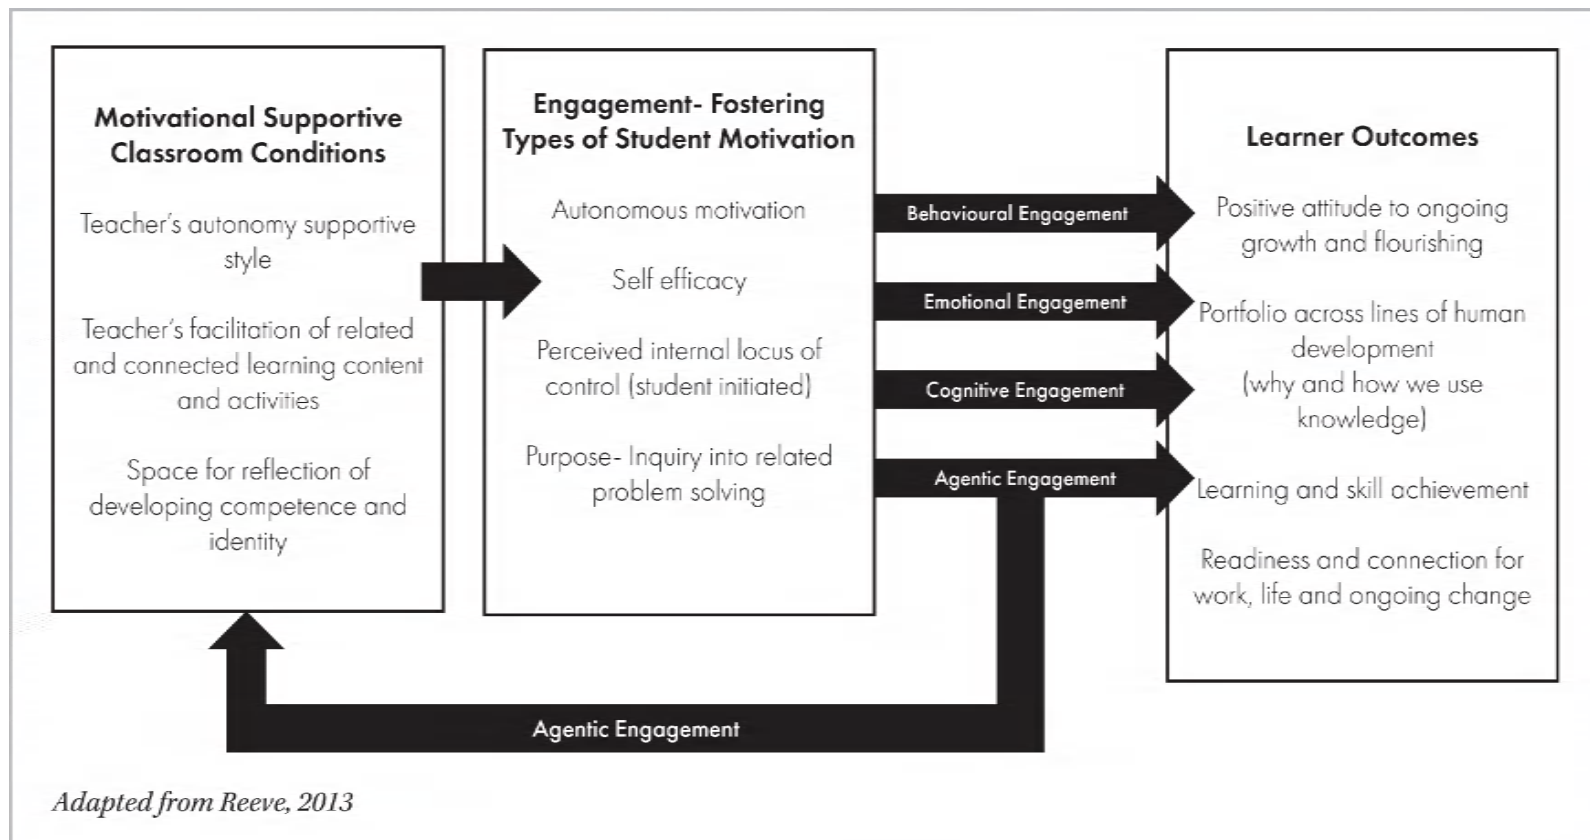 Motivational Supportive
Classroom Conditions
Teacher's autonomy supportive
style
Teacher's facilitation of related
and connected learning content
and activities
Space for reflection of
developing competence and
identity
Engagement- Fostering
Types of Student Motivation
Autonomous motivation
Self efficacy
Perceived internal locus of
control (student initiated)
Purpose- Inquiry into related
problem solving
Behavioural Engagement
Emotional Engagement
Cognitive Engagement
Agentic Engagement
Learner Outcomes
Positive attitude to ongoing
growth and flourishing
Portfolio across lines of human
development
(why and how we use
knowledge)
Learning and skill achievement
Readiness and connection for
work, life and ongoing change
Agentic Engagement
Adapted from Reeve, 2013